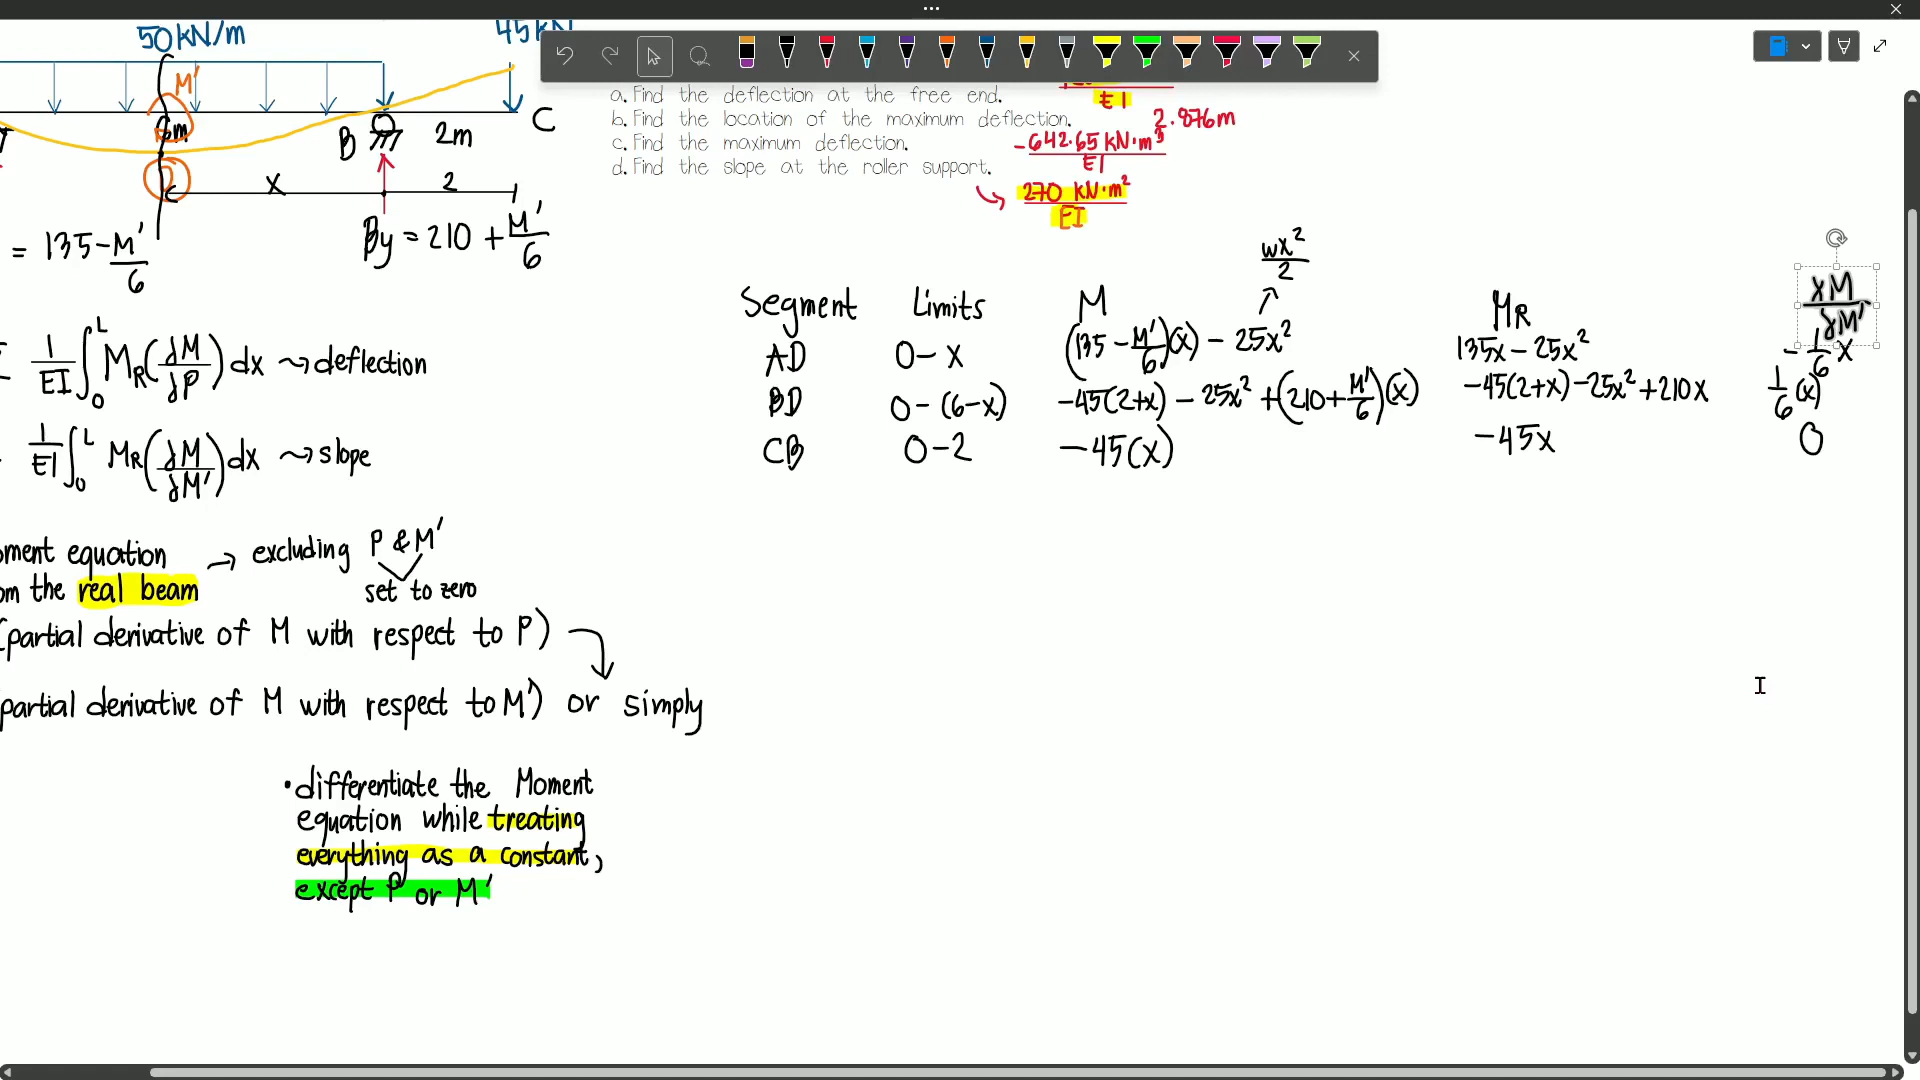 50 kN/m
45 kN
M'
6m
B
2m
C
x
2
= 135 - M'/6
By = 210 + M'/6
a. Find the deflection at the free end.
EI
b. Find the location of the maximum deflection. 2.876m
c. Find the maximum deflection. -642.65 kN·m³/EI
d. Find the slope at the roller support.
270 kN·m²/EI
wx²/2
Segment Limits M MR ∂M/∂M'
AD 0 - x (135 - M'/6)(x) - 25x² 135x - 25x² -1/6 x
BD 0 - (6-x) -45(2+x) - 25x² + (210 + M'/6)(x) -45(2+x) - 25x² + 210x 1/6 (x)
CB 0 - 2 -45(x) -45x 0
1/EI ∫₀ᴸ MR (∂M/∂P) dx ⤳ deflection
1/EI ∫₀ᴸ MR (∂M/∂M') dx ⤳ slope
oment equation → excluding P & M'
om the real beam set to zero
(partial derivative of M with respect to P)
partial derivative of M with respect to M') or simply
• differentiate the Moment
equation while treating
everything as a constant,
except P or M'